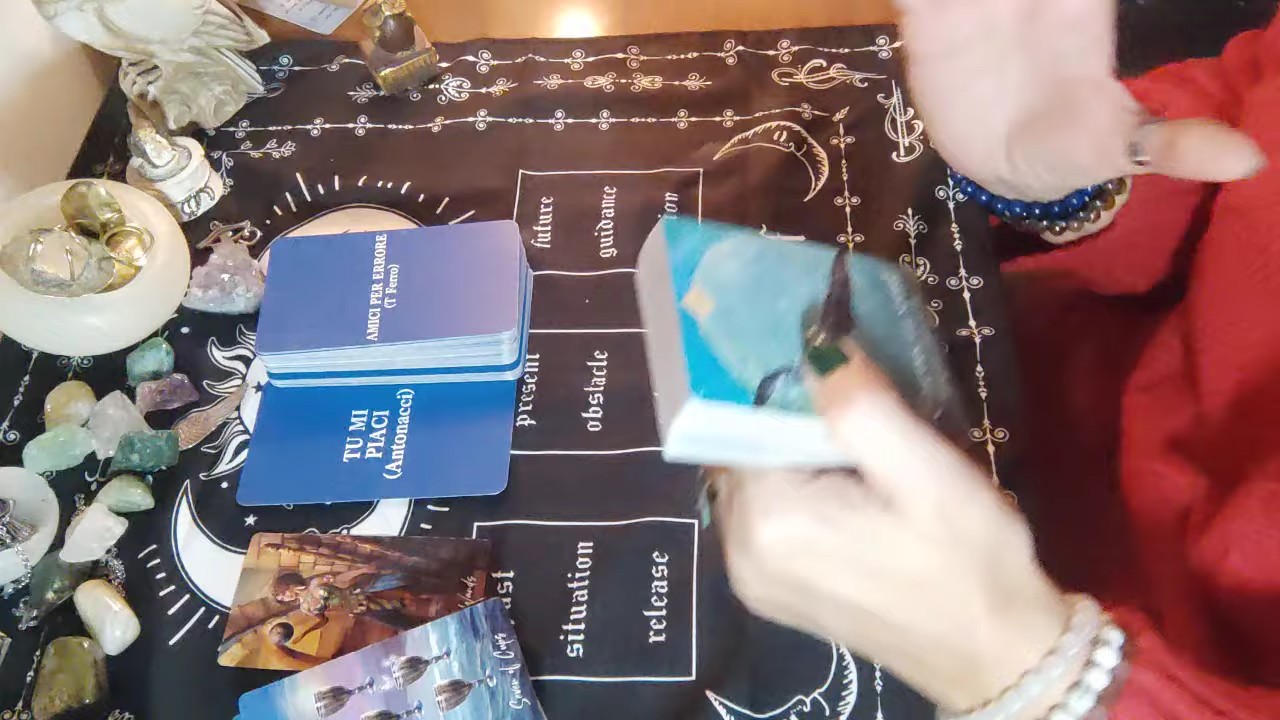 AMICI PER ERRORE
(T Ferro)
TU MI
PIACI
(Antonacci)
future
guidance
present
obstacle
situation
release
Seven of Cups